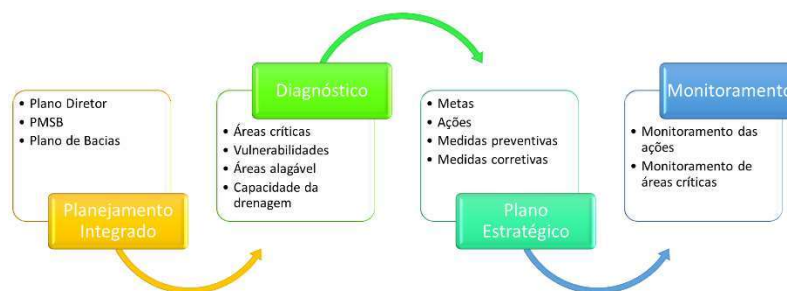 • Plano Diretor
• PMSB
• Plano de Bacias
Planejamento
Integrado
Diagnóstico
• Áreas críticas
• Vulnerabilidades
• Áreas alagável
• Capacidade da
drenagem
• Metas
• Ações
• Medidas preventivas
• Medidas corretivas
Plano
Estratégico
Monitoramento
• Monitoramento das
ações
• Monitoramento de
áreas críticas